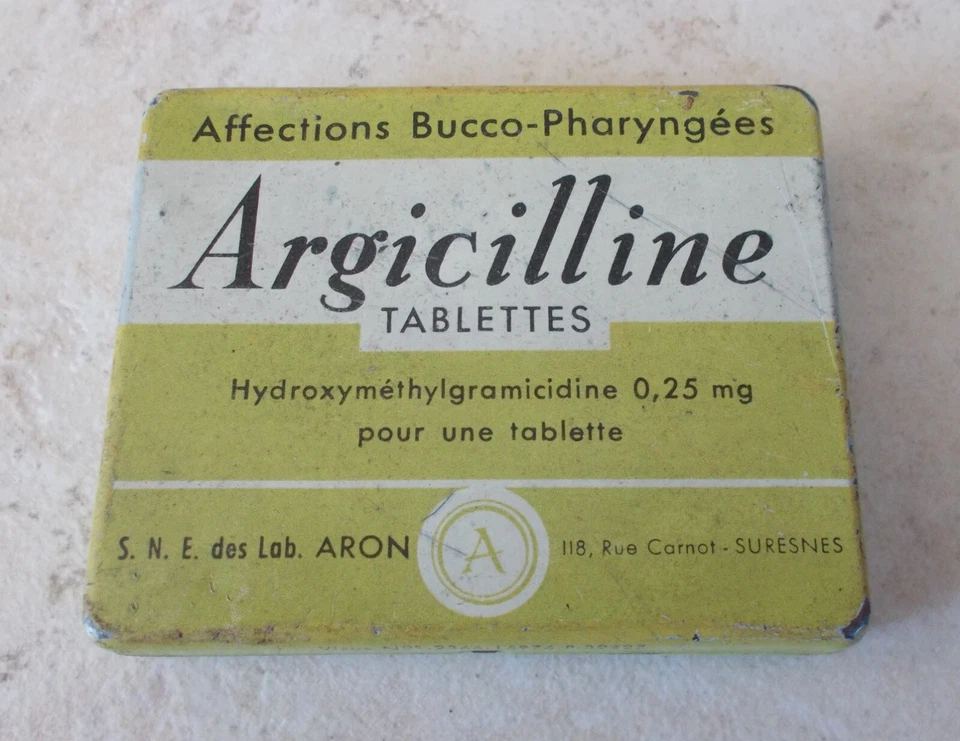 Affections Bucco-Pharyngées
Argicilline
TABLETTES
Hydroxyméthylgramicidine 0,25 mg
pour une tablette
S. N. E. des Lab. ARON
A
118, Rue Carnot - SURESNES